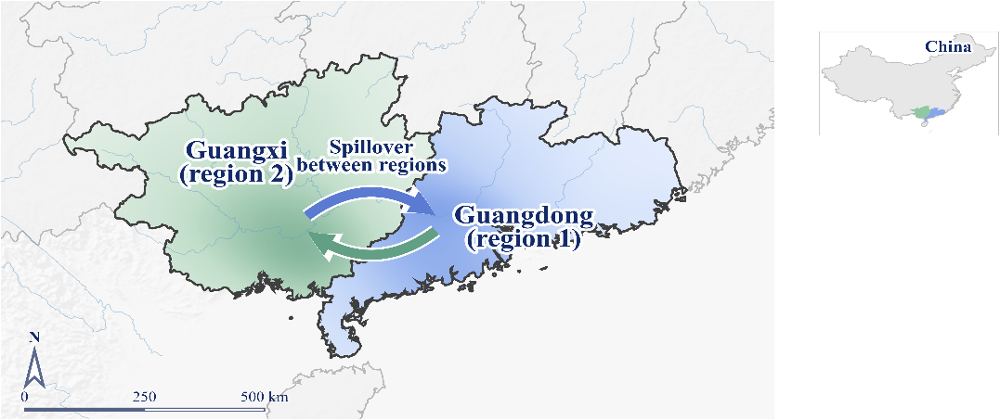 China
Guangxi
(region 2)
Spillover
between regions
Guangdong
(region 1)
N
0 250 500 km